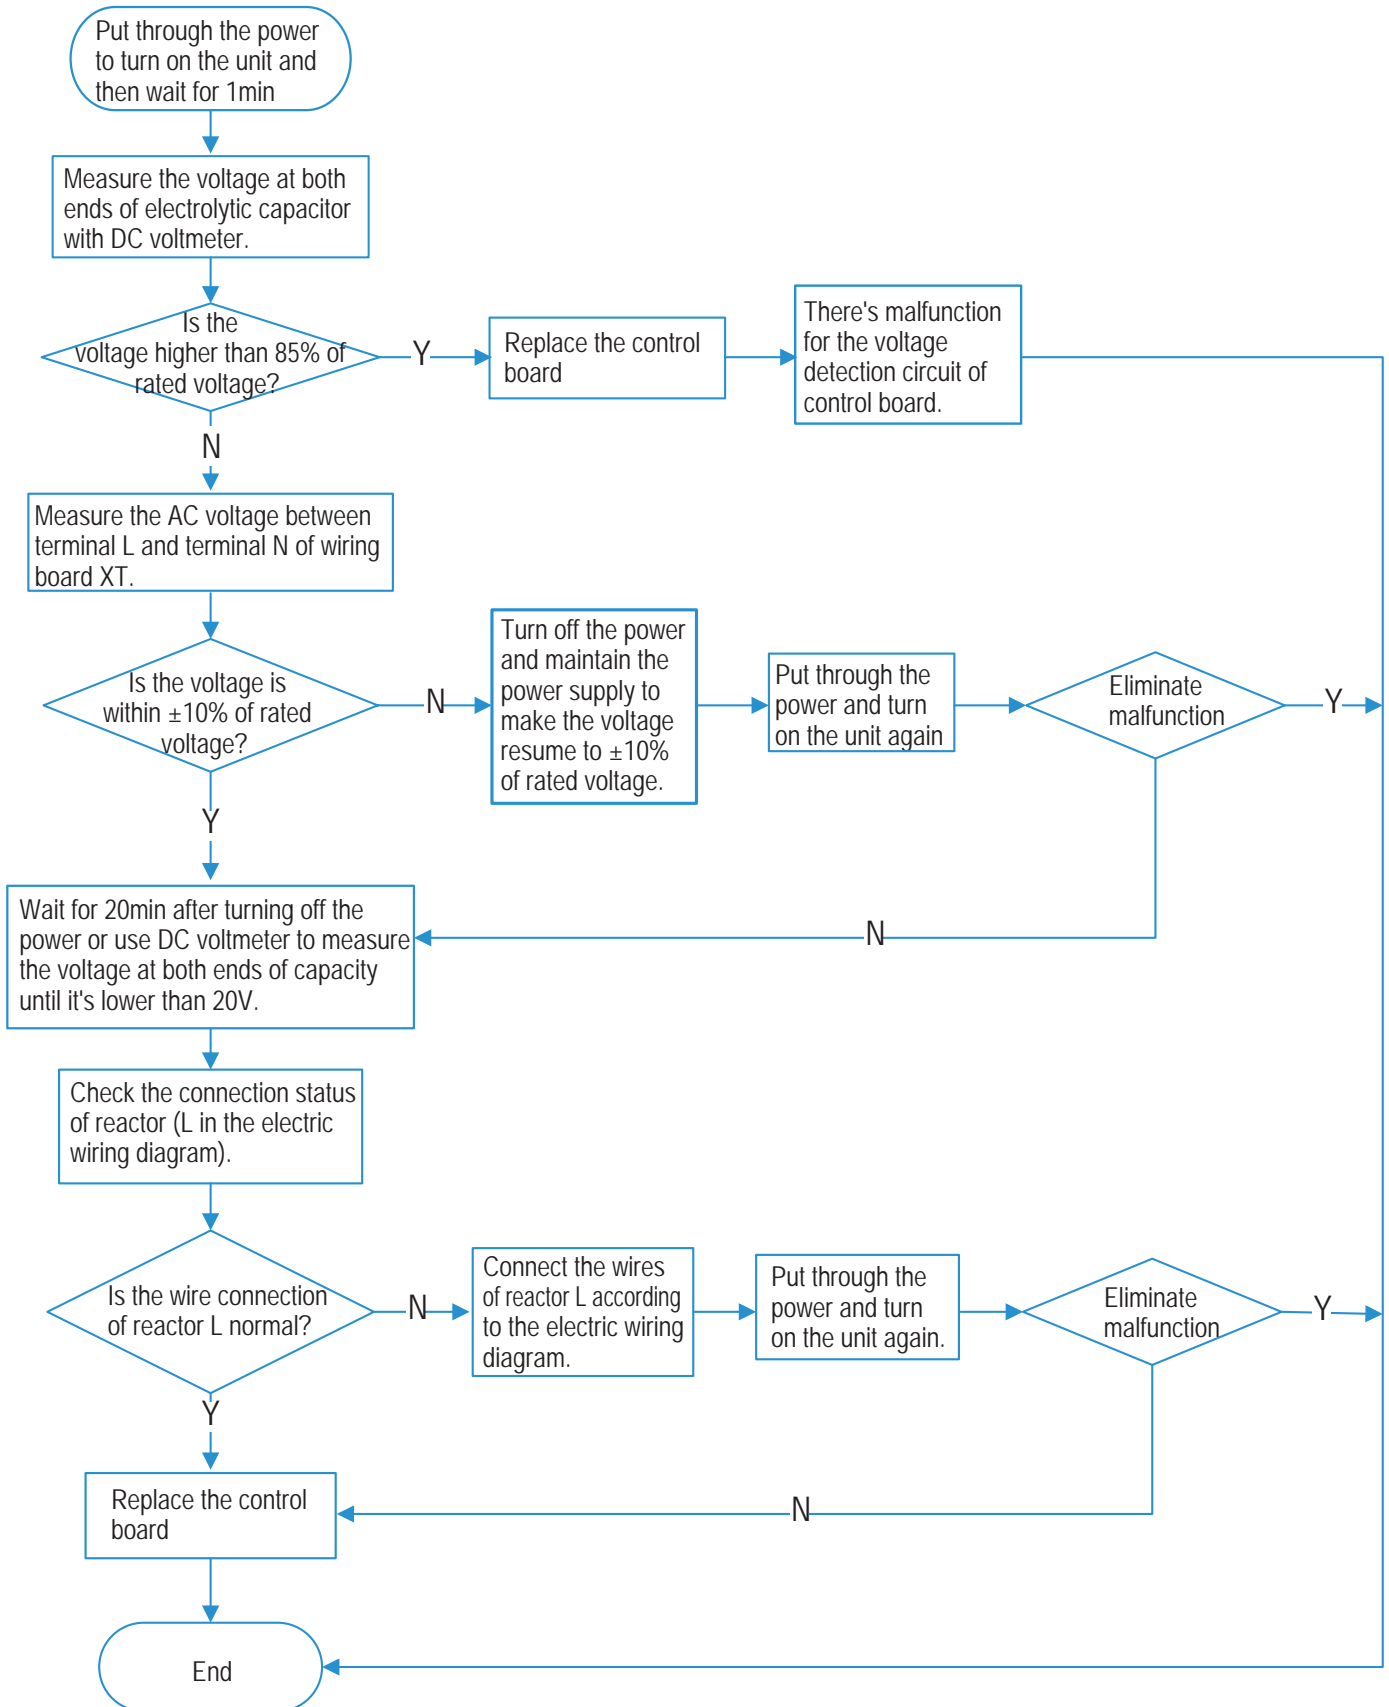 Put through the power
to turn on the unit and
then wait for 1min
Measure the voltage at both
ends of electrolytic capacitor
with DC voltmeter.
Is the
voltage higher than 85% of
rated voltage?
Y
Replace the control
board
There's malfunction
for the voltage
detection circuit of
control board.
N
Measure the AC voltage between
terminal L and terminal N of wiring
board XT.
Is the voltage is
within ±10% of rated
voltage?
N
Turn off the power
and maintain the
power supply to
make the voltage
resume to ±10%
of rated voltage.
Put through the
power and turn
on the unit again
Eliminate
malfunction
Y
Y
N
Wait for 20min after turning off the
power or use DC voltmeter to measure
the voltage at both ends of capacity
until it's lower than 20V.
Check the connection status
of reactor (L in the electric
wiring diagram).
Is the wire connection
of reactor L normal?
N
Connect the wires
of reactor L according
to the electric wiring
diagram.
Put through the
power and turn
on the unit again.
Eliminate
malfunction
Y
Y
N
Replace the control
board
End